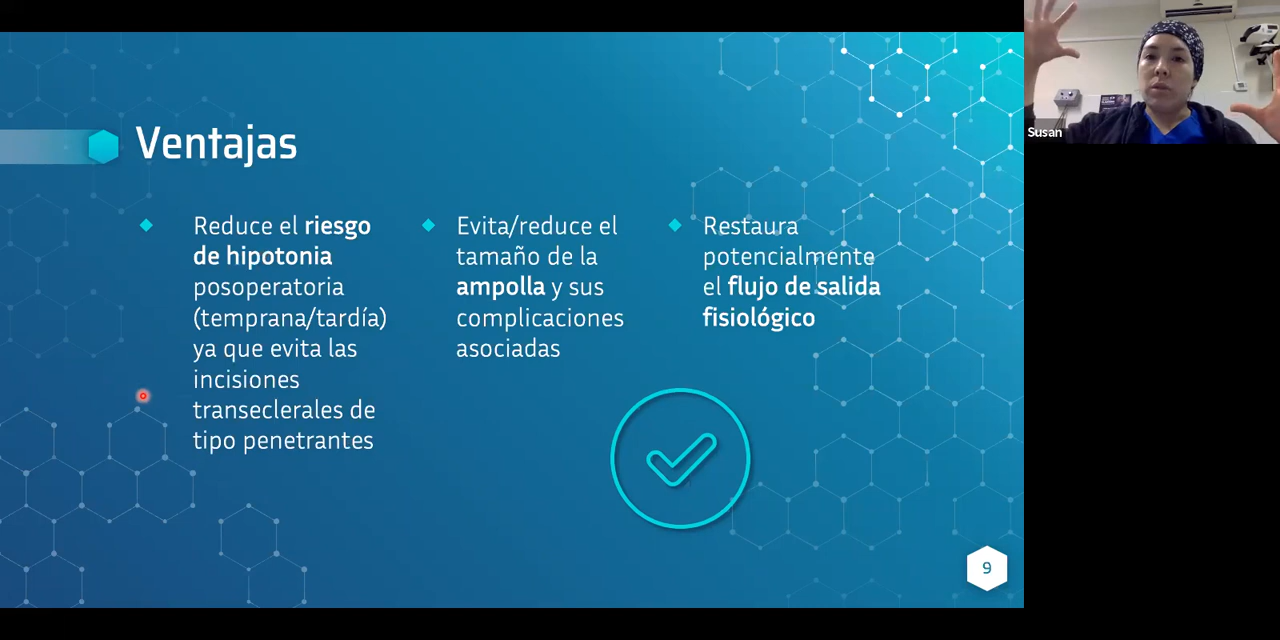 Ventajas
Reduce el riesgo
de hipotonia
posoperatoria
(temprana/tardía)
ya que evita las
incisiones
transeclerales de
tipo penetrantes
Evita/reduce el
tamaño de la
ampolla y sus
complicaciones
asociadas
Restaura
potencialmente
el flujo de salida
fisiológico
9
Susan